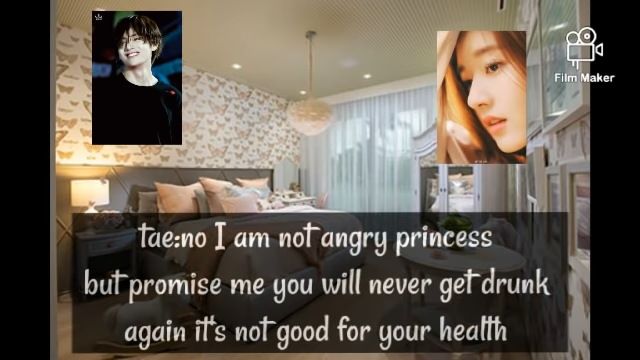 Film Maker
tae:no I am not angry princess
but promise me you will never get drunk
again it's not good for your health